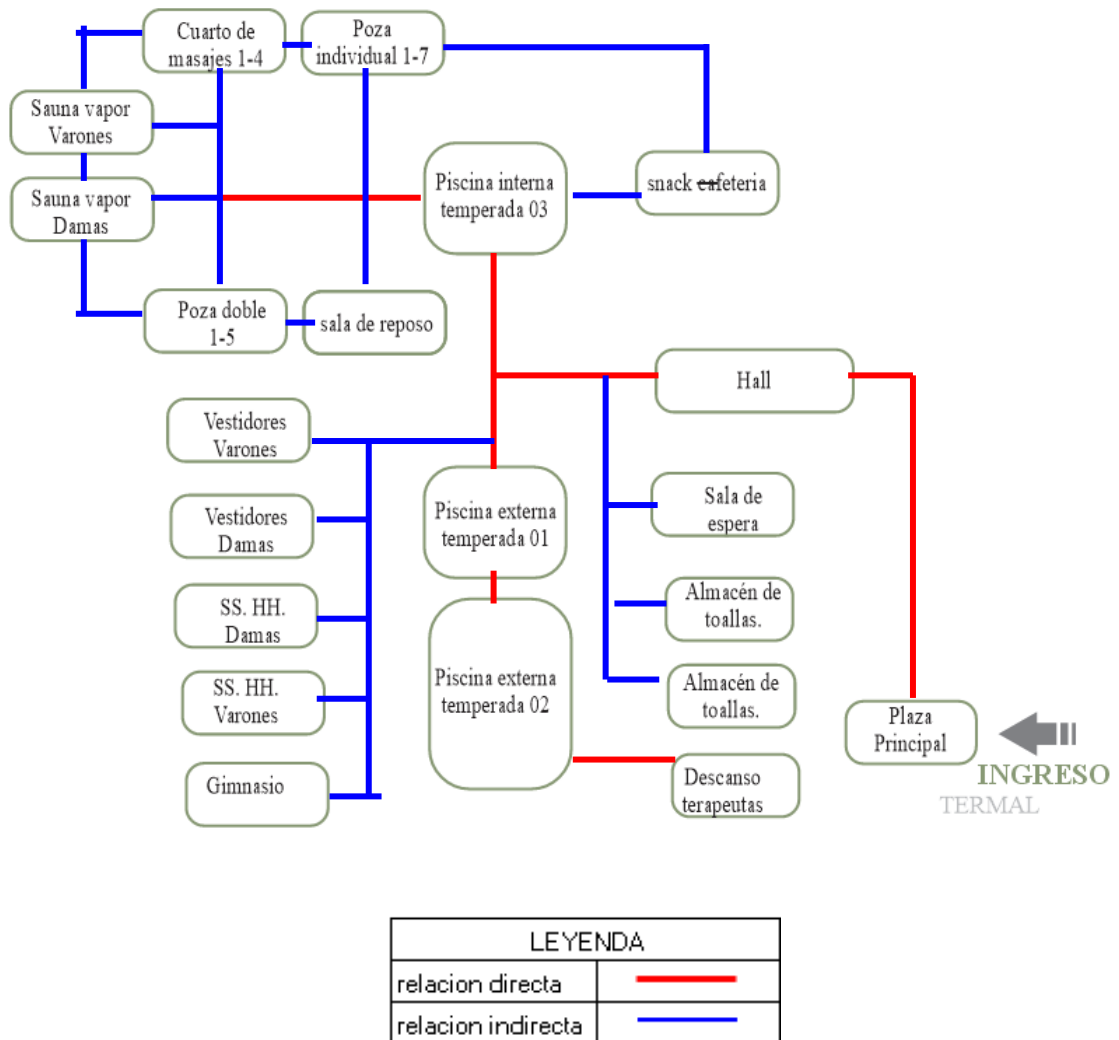 Cuarto de
masajes 1-4
Poza
individual 1-7
Sauna vapor
Varones
Sauna vapor
Damas
Piscina interna
temperada 03
snack cafeteria
Poza doble
1-5
sala de reposo
Hall
Vestidores
Varones
Vestidores
Damas
SS. HH.
Damas
SS. HH.
Varones
Gimnasio
Piscina externa
temperada 01
Piscina externa
temperada 02
Sala de
espera
Almacén de
toallas.
Almacén de
toallas.
Descanso
terapeutas
Plaza
Principal
INGRESO
TERMAL
LEYENDA
relacion directa
relacion indirecta